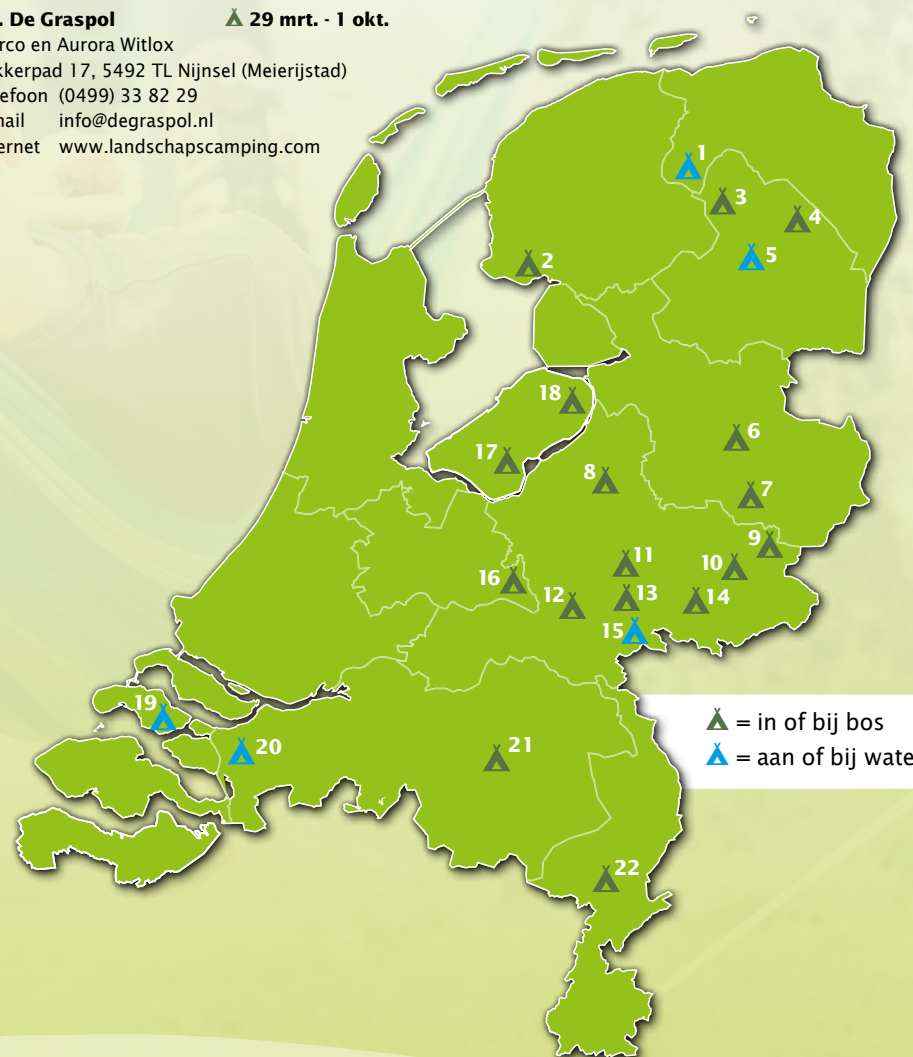 . De Graspol 29 mrt. - 1 okt.
rco en Aurora Witlox
kkerpad 17, 5492 TL Nijnsel (Meierijstad)
efoon (0499) 33 82 29
mail info@degraspol.nl
ernet www.landschapscamping.com
1
3
4
2
5
18
6
17
8
7
9
11
10
16
12
13
14
15
19
= in of bij bos
20
21
= aan of bij wate
22